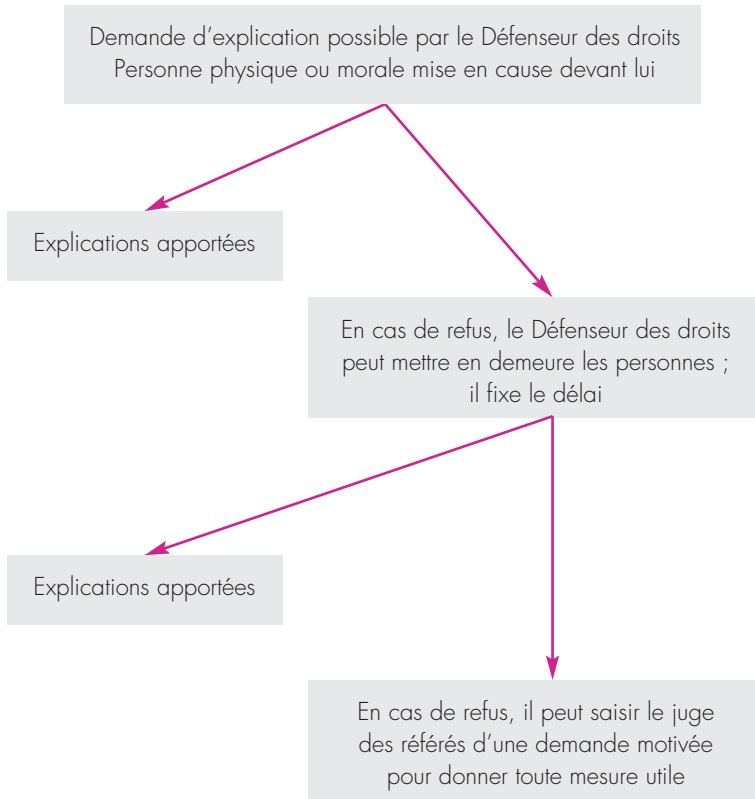 Demande d’explication possible par le Défenseur des droits
Personne physique ou morale mise en cause devant lui
Explications apportées
En cas de refus, le Défenseur des droits
peut mettre en demeure les personnes ;
il fixe le délai
Explications apportées
En cas de refus, il peut saisir le juge
des référés d’une demande motivée
pour donner toute mesure utile